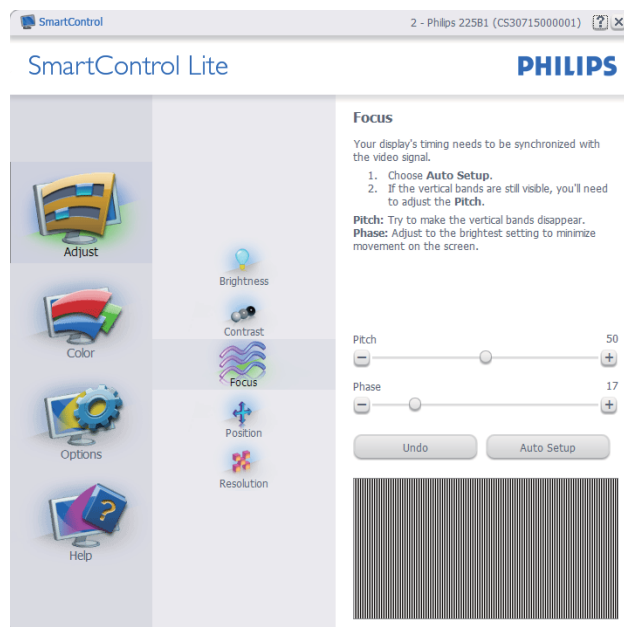 SmartControl
2 - Philips 225B1 (CS30715000001)
?
SmartControl Lite
PHILIPS
Adjust
Color
Options
Help
Brightness
Contrast
Focus
Position
Resolution
Focus
Your display's timing needs to be synchronized with
the video signal.
1. Choose Auto Setup.
2. If the vertical bands are still visible, you'll need
to adjust the Pitch.
Pitch: Try to make the vertical bands disappear.
Phase: Adjust to the brightest setting to minimize
movement on the screen.
Pitch 50
Phase 17
Undo
Auto Setup